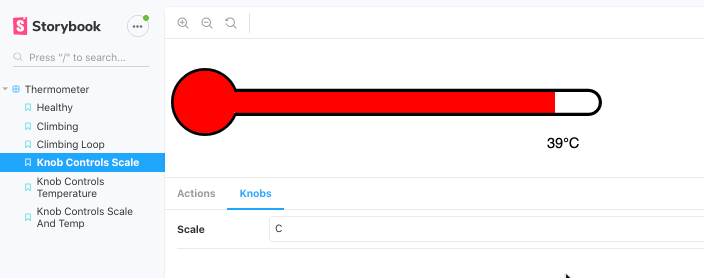 Storybook
Press "/" to search...
Thermometer
Healthy
Climbing
Climbing Loop
Knob Controls Scale
Knob Controls
Temperature
Knob Controls Scale
And Temp
39°C
Actions
Knobs
Scale
C